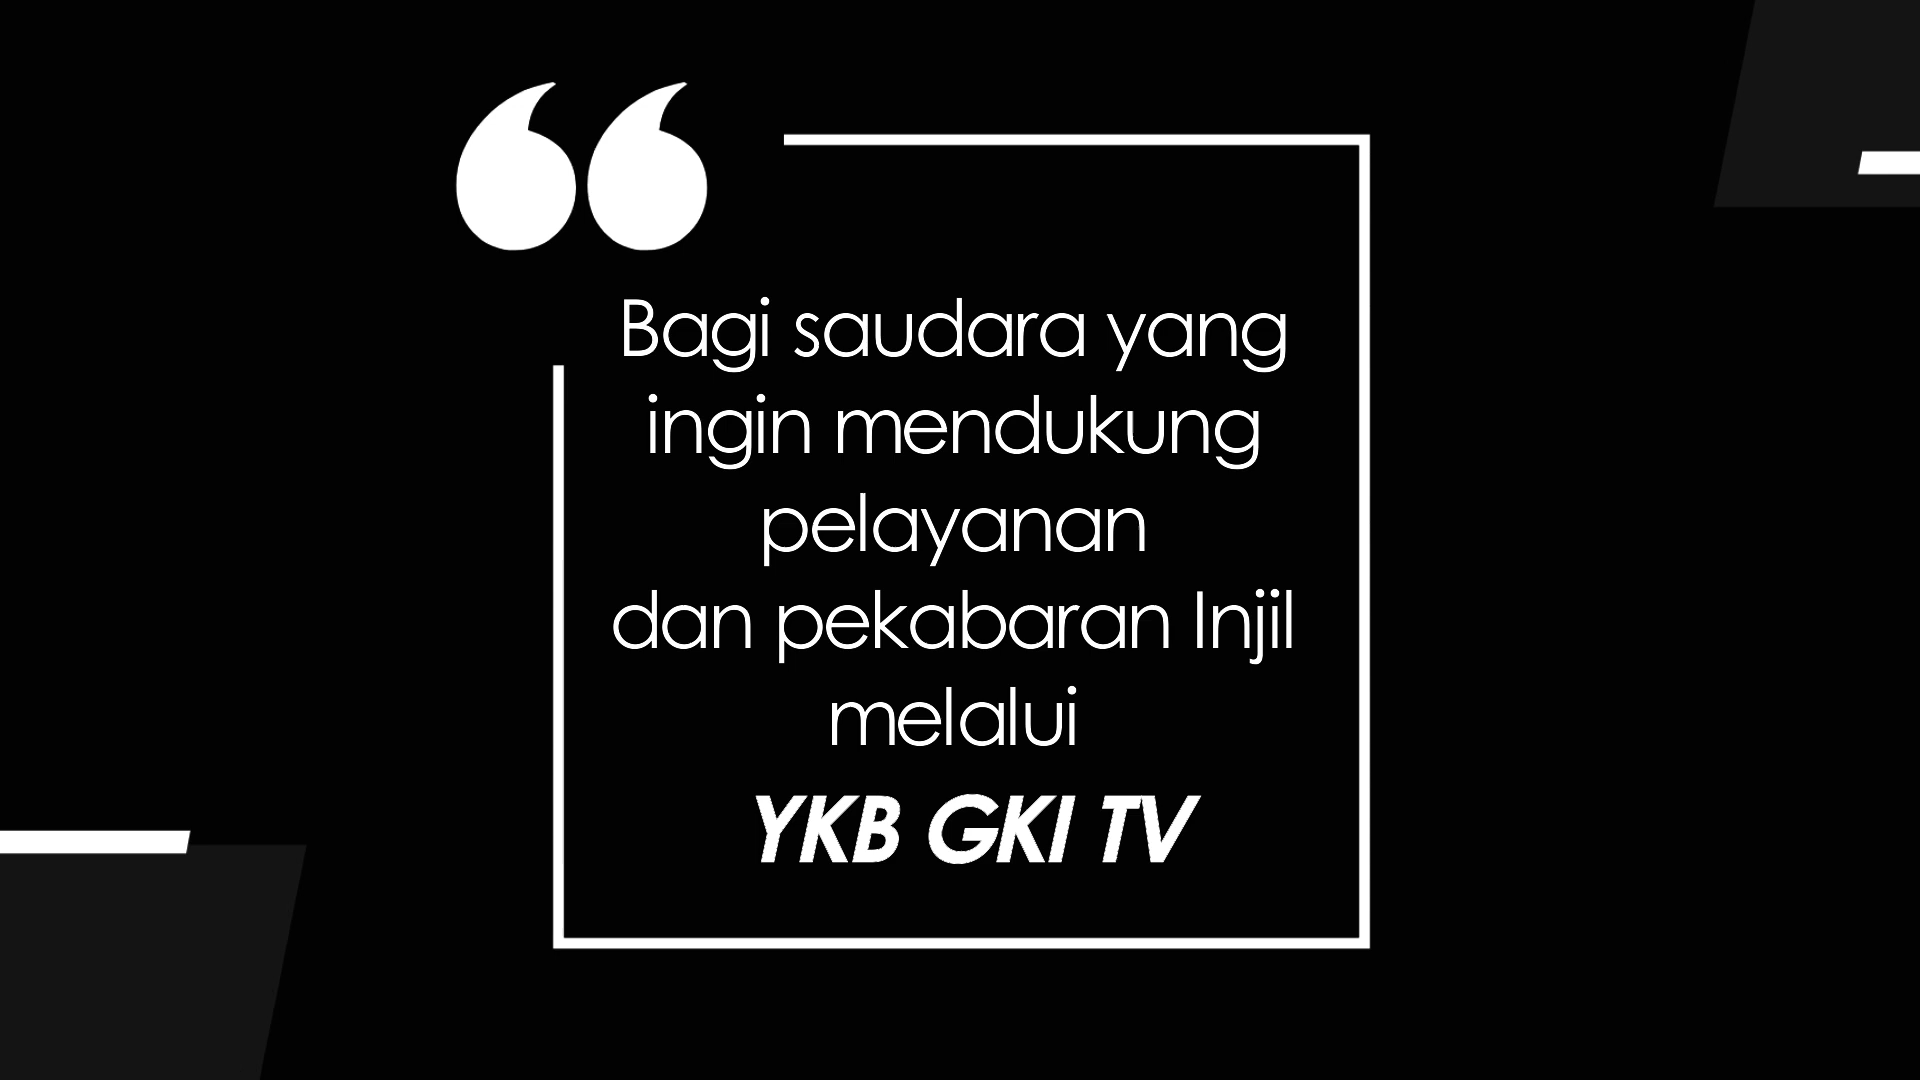 Bagi saudara yang
ingin mendukung
pelayanan
dan pekabaran Injil
melalui
YKB GKI TV